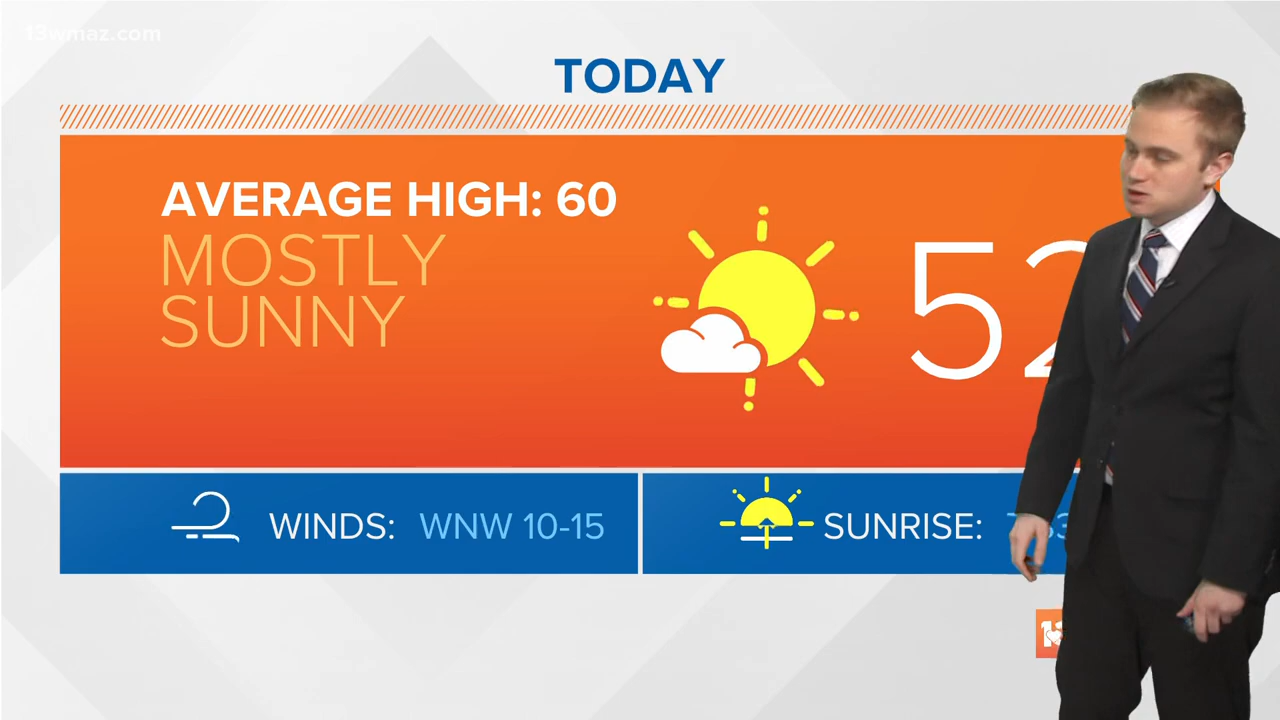 13wmaz.com
TODAY
AVERAGE HIGH: 60
MOSTLY
SUNNY
52
WINDS: WNW 10-15
SUNRISE: